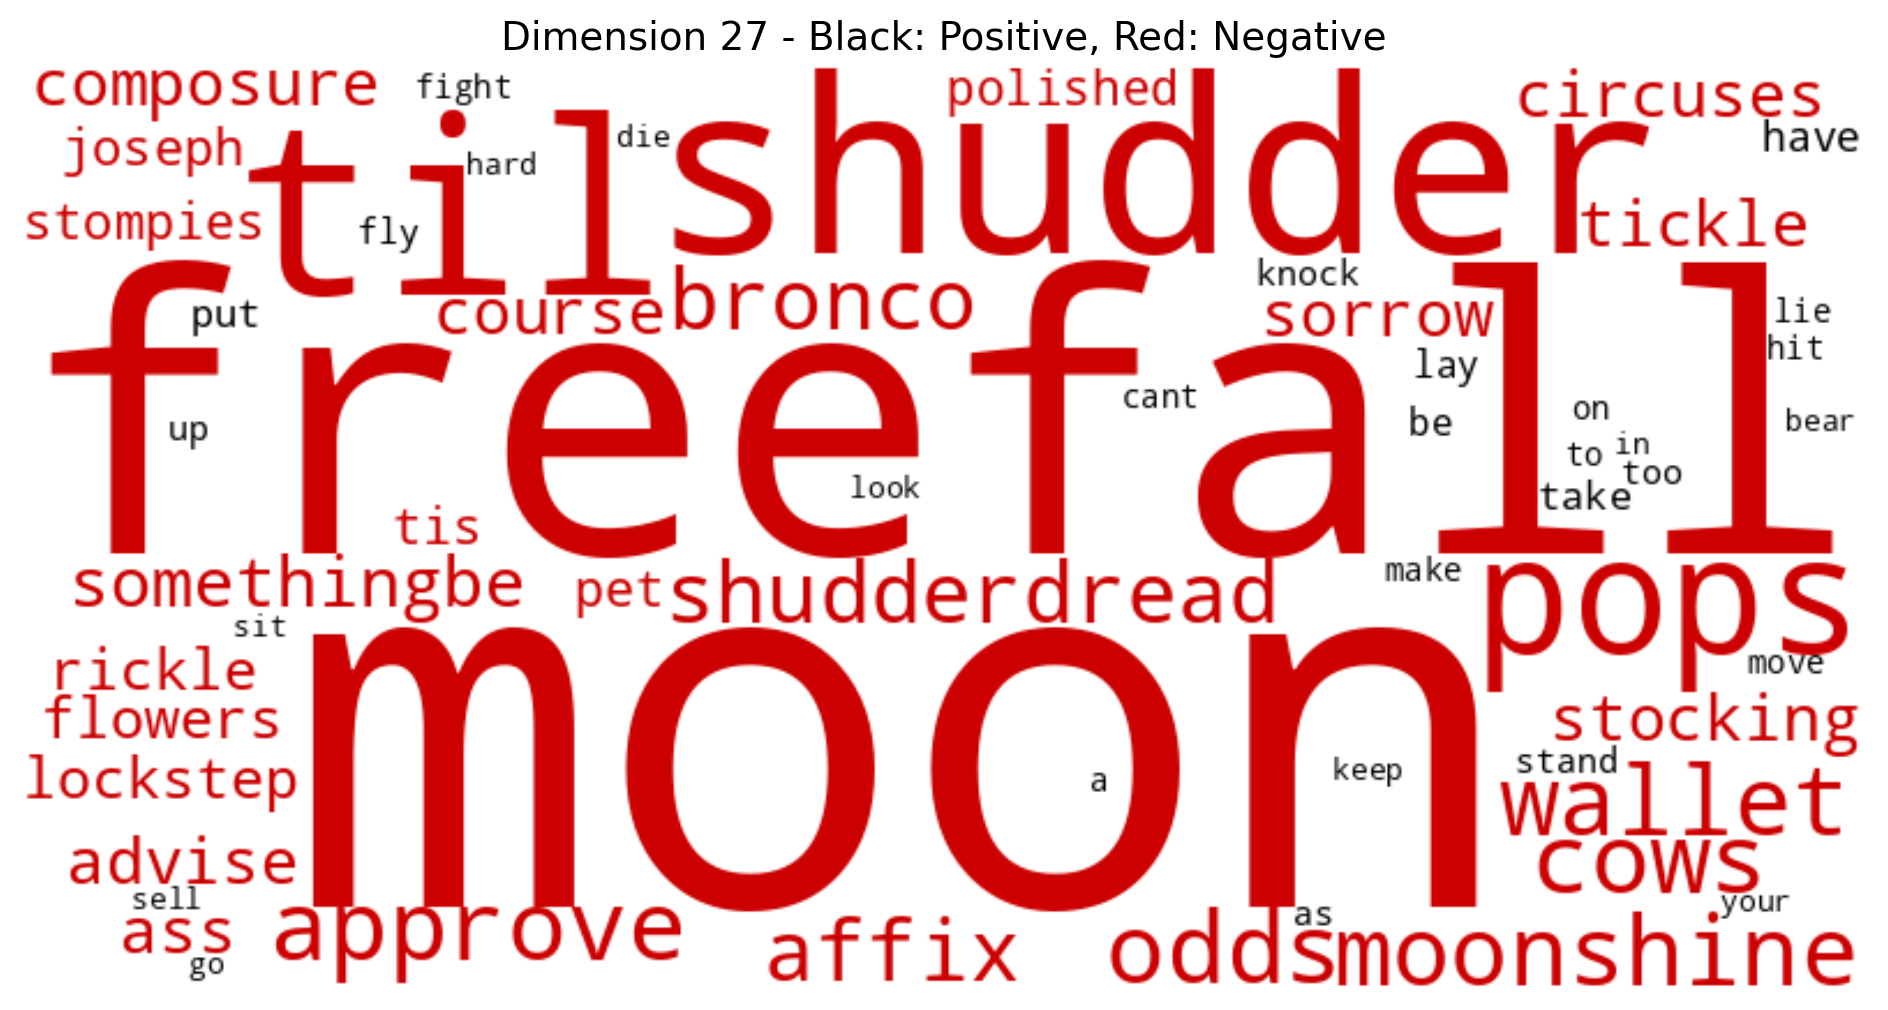 Dimension 27 - Black: Positive, Red: Negative
composure
fight
polished
circuses
joseph
til
hard
die
shudder
have
stompies
fly
tickle
knock
put
course
bronco
sorrow
lie
hit
freefall
lay
cant
be
on
bear
up
to
in
too
look
take
tis
somethingbe
pet
shudderdread
make
pops
sit
rickle
moon
move
flowers
stocking
lockstep
a
keep
stand
wallet
advise
cows
sell
ass
approve
as
your
go
affix
odds
moonshine